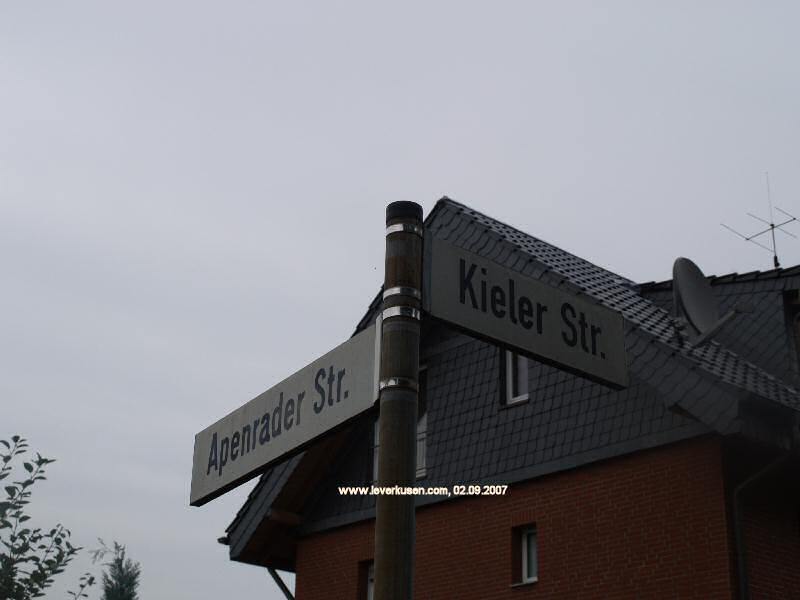 Kieler Str.
Apenrader Str.
www.leverkusen.com, 02.09.2007